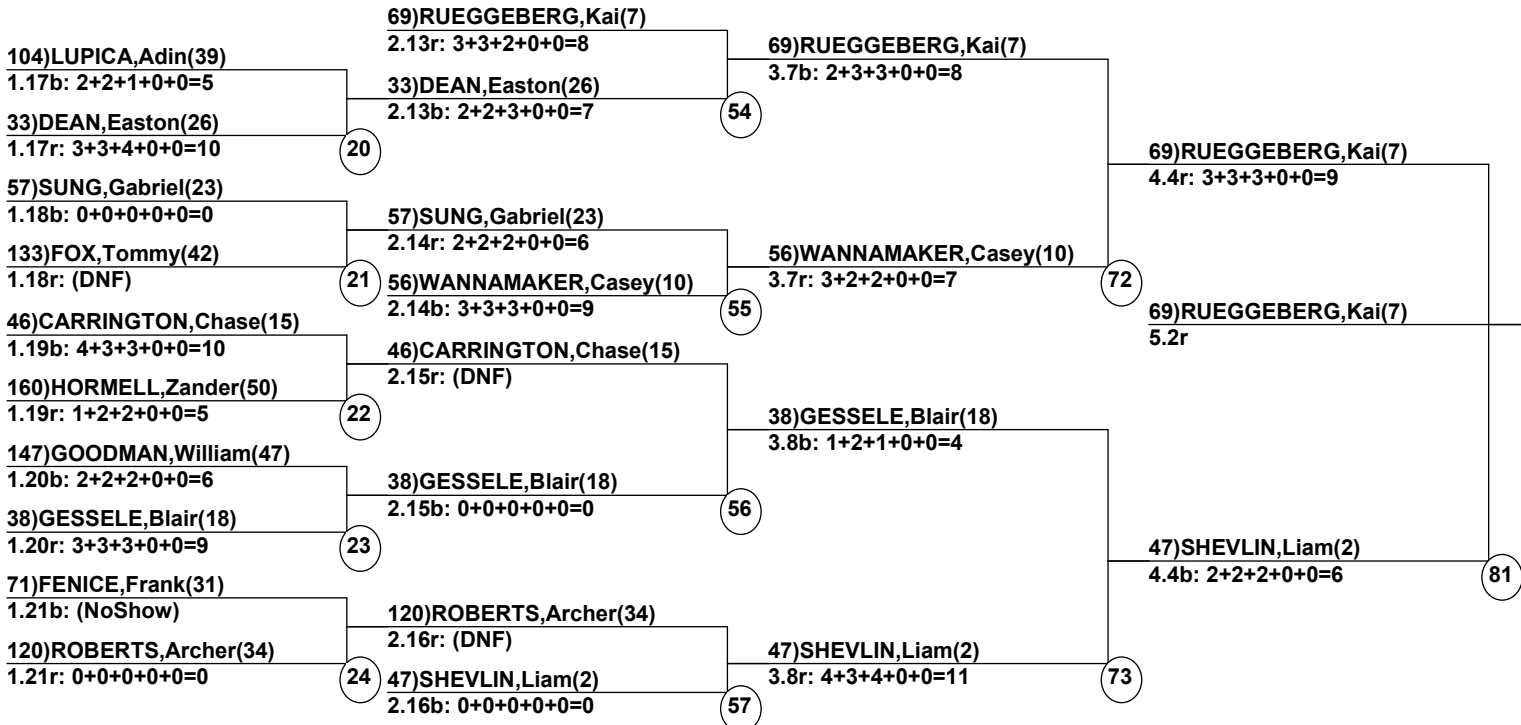 104)LUPICA,Adin(39)
1.17b: 2+2+1+0+0=5
33)DEAN,Easton(26)
1.17r: 3+3+4+0+0=10
20
57)SUNG,Gabriel(23)
1.18b: 0+0+0+0+0=0
133)FOX,Tommy(42)
1.18r: (DNF)
21
46)CARRINGTON,Chase(15)
1.19b: 4+3+3+0+0=10
160)HORMELL,Zander(50)
1.19r: 1+2+2+0+0=5
22
147)GOODMAN,William(47)
1.20b: 2+2+2+0+0=6
38)GESSELE,Blair(18)
1.20r: 3+3+3+0+0=9
23
71)FENICE,Frank(31)
1.21b: (NoShow)
120)ROBERTS,Archer(34)
1.21r: 0+0+0+0+0=0
24
69)RUEGGEBERG,Kai(7)
2.13r: 3+3+2+0+0=8
33)DEAN,Easton(26)
2.13b: 2+2+3+0+0=7
54
57)SUNG,Gabriel(23)
2.14r: 2+2+2+0+0=6
56)WANNAMAKER,Casey(10)
2.14b: 3+3+3+0+0=9
55
46)CARRINGTON,Chase(15)
2.15r: (DNF)
38)GESSELE,Blair(18)
2.15b: 0+0+0+0+0=0
56
120)ROBERTS,Archer(34)
2.16r: (DNF)
47)SHEVLIN,Liam(2)
2.16b: 0+0+0+0+0=0
57
69)RUEGGEBERG,Kai(7)
3.7b: 2+3+3+0+0=8
56)WANNAMAKER,Casey(10)
3.7r: 3+2+2+0+0=7
72
38)GESSELE,Blair(18)
3.8b: 1+2+1+0+0=4
47)SHEVLIN,Liam(2)
3.8r: 4+3+4+0+0=11
73
69)RUEGGEBERG,Kai(7)
4.4r: 3+3+3+0+0=9
69)RUEGGEBERG,Kai(7)
5.2r
47)SHEVLIN,Liam(2)
4.4b: 2+2+2+0+0=6
81